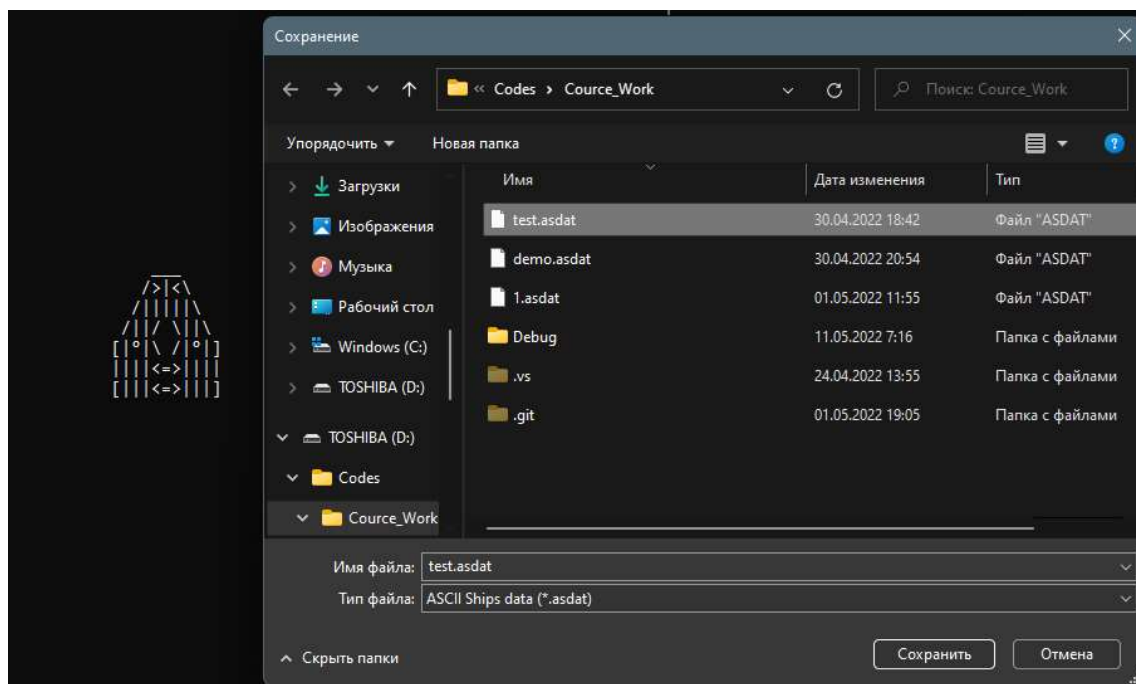 Сохранение
« Codes › Cource_Work
Поиск: Cource_Work
Упорядочить
Новая папка
Загрузки
Изображения
Музыка
Рабочий стол
Windows (C:)
TOSHIBA (D:)
TOSHIBA (D:)
Codes
Cource_Work
Имя Дата изменения Тип
test.asdat 30.04.2022 18:42 Файл "ASDAT"
demo.asdat 30.04.2022 20:54 Файл "ASDAT"
1.asdat 01.05.2022 11:55 Файл "ASDAT"
Debug 11.05.2022 7:16 Папка с файлами
.vs 24.04.2022 13:55 Папка с файлами
.git 01.05.2022 19:05 Папка с файлами
Имя файла: test.asdat
Тип файла: ASCII Ships data (*.asdat)
Скрыть папки
Сохранить
Отмена
___
/>|<\
/|||||\
/||/ \||\
[|°|\ /|°|]
||||<=>||||
[|||<=>|||]